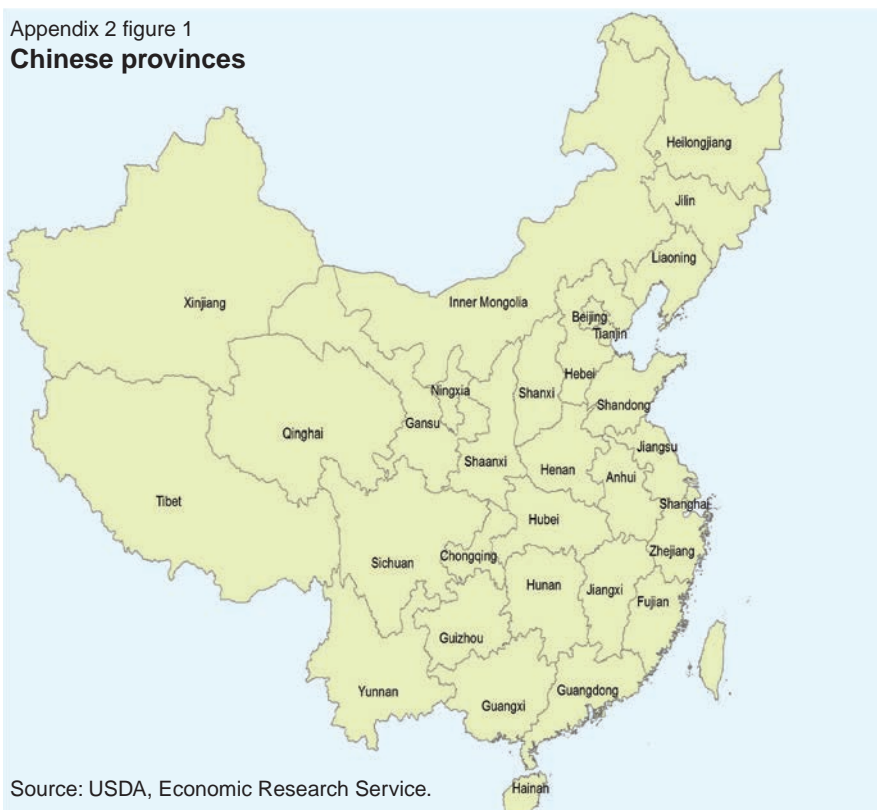 Appendix 2 figure 1
Chinese provinces
Heilongjiang
Jilin
Liaoning
Xinjiang
Inner Mongolia
Beijing
Tianjin
Hebei
Ningxia
Shanxi
Shandong
Gansu
Qinghai
Jiangsu
Shaanxi
Henan
Anhui
Tibet
Shanghai
Hubei
Zhejiang
Chongqing
Sichuan
Hunan
Jiangxi
Fujian
Guizhou
Yunnan
Guangdong
Guangxi
Hainan
Source: USDA, Economic Research Service.